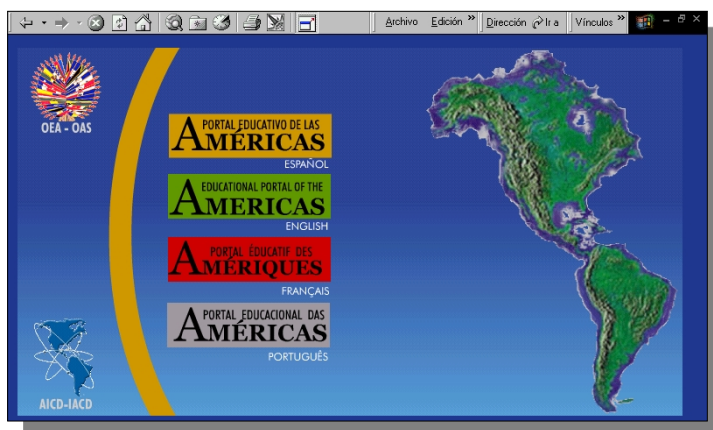 Archivo Edición » Dirección Ir a Vínculos »
OEA - OAS
PORTAL EDUCATIVO DE LAS
AMÉRICAS
ESPAÑOL
EDUCATIONAL PORTAL OF THE
AMERICAS
ENGLISH
PORTAL ÉDUCATIF DES
AMÉRIQUES
FRANÇAIS
PORTAL EDUCACIONAL DAS
AMÉRICAS
PORTUGUÊS
AICD-IACD